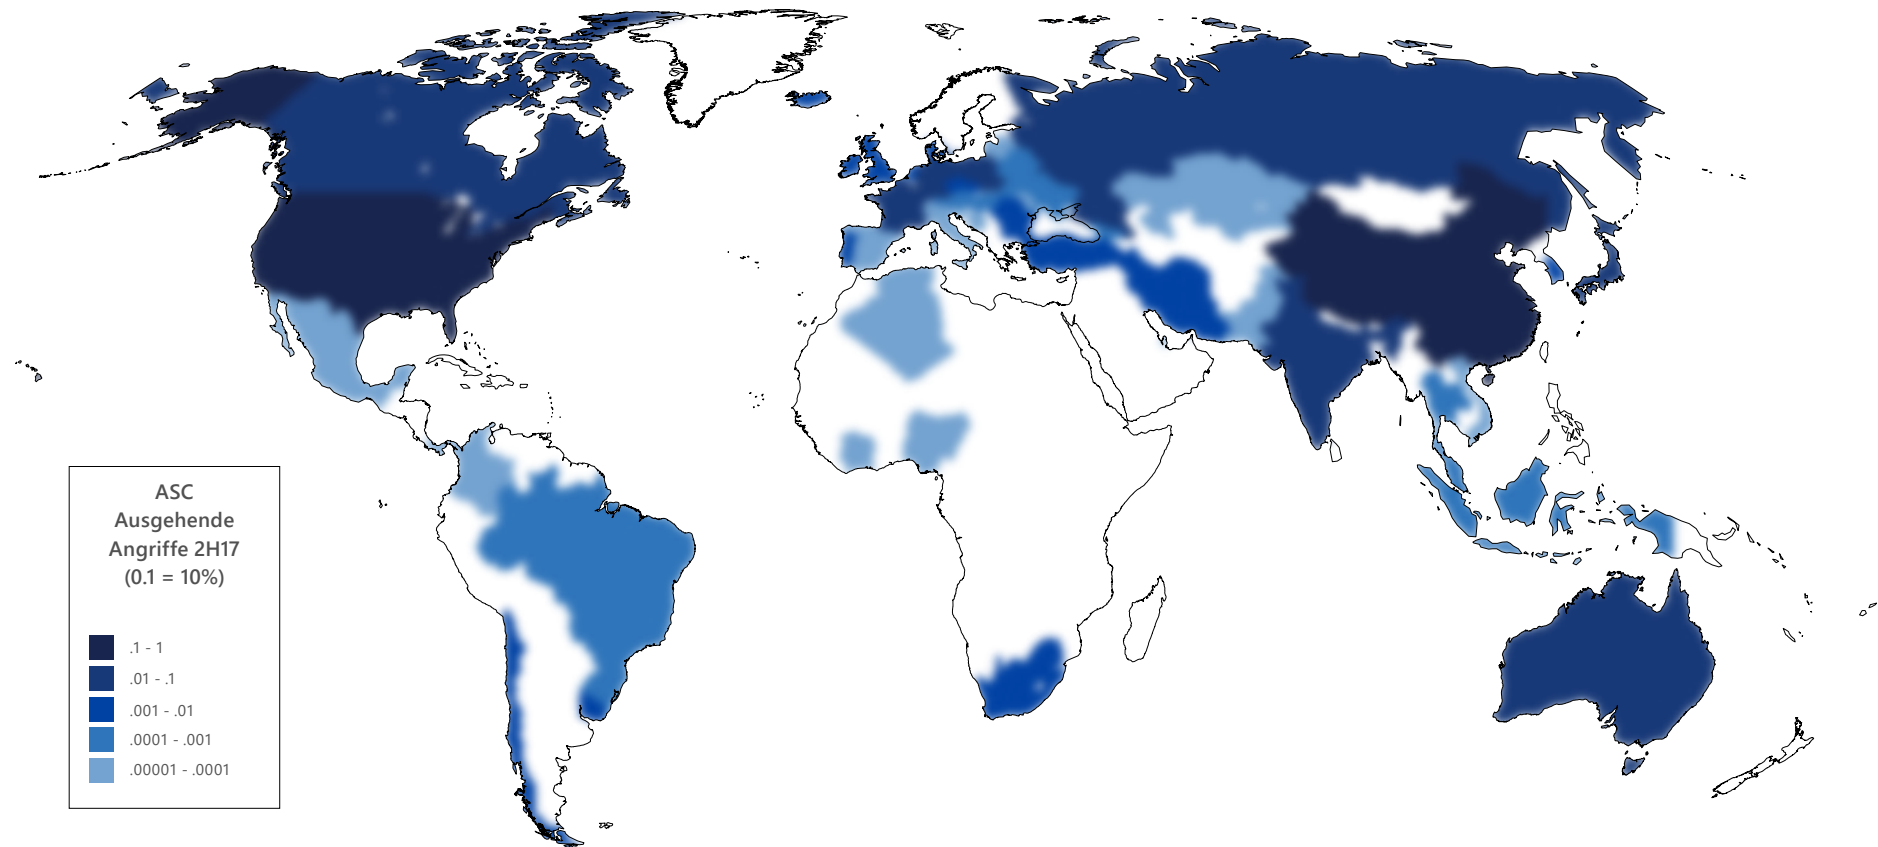 ASC
Ausgehende
Angriffe 2H17
(0.1 = 10%)
.1 - 1
.01 - .1
.001 - .01
.0001 - .001
.00001 - .0001